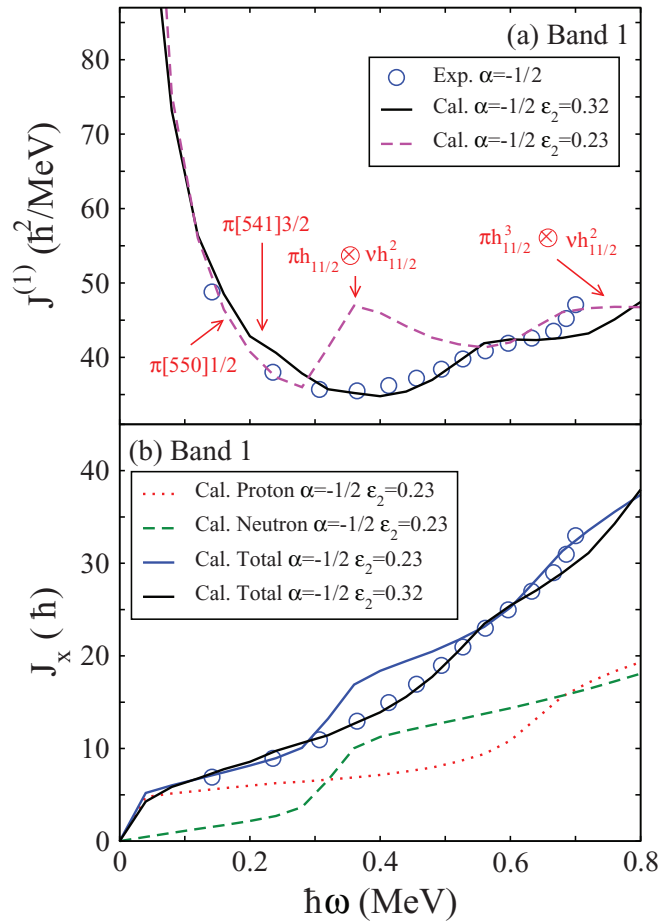 (a) Band 1
Exp. α=-1/2
Cal. α=-1/2 ε₂=0.32
Cal. α=-1/2 ε₂=0.23
J⁽¹⁾ (ħ²/MeV)
80
70
60
50
40
π[541]3/2
πh₁₁/₂ ⊗ νh²₁₁/₂
πh³₁₁/₂ ⊗ νh²₁₁/₂
π[550]1/2
(b) Band 1
Cal. Proton α=-1/2 ε₂=0.23
Cal. Neutron α=-1/2 ε₂=0.23
Cal. Total α=-1/2 ε₂=0.23
Cal. Total α=-1/2 ε₂=0.32
Jₓ (ħ)
40
30
20
10
0
0 0.2 0.4 0.6 0.8
ħω (MeV)